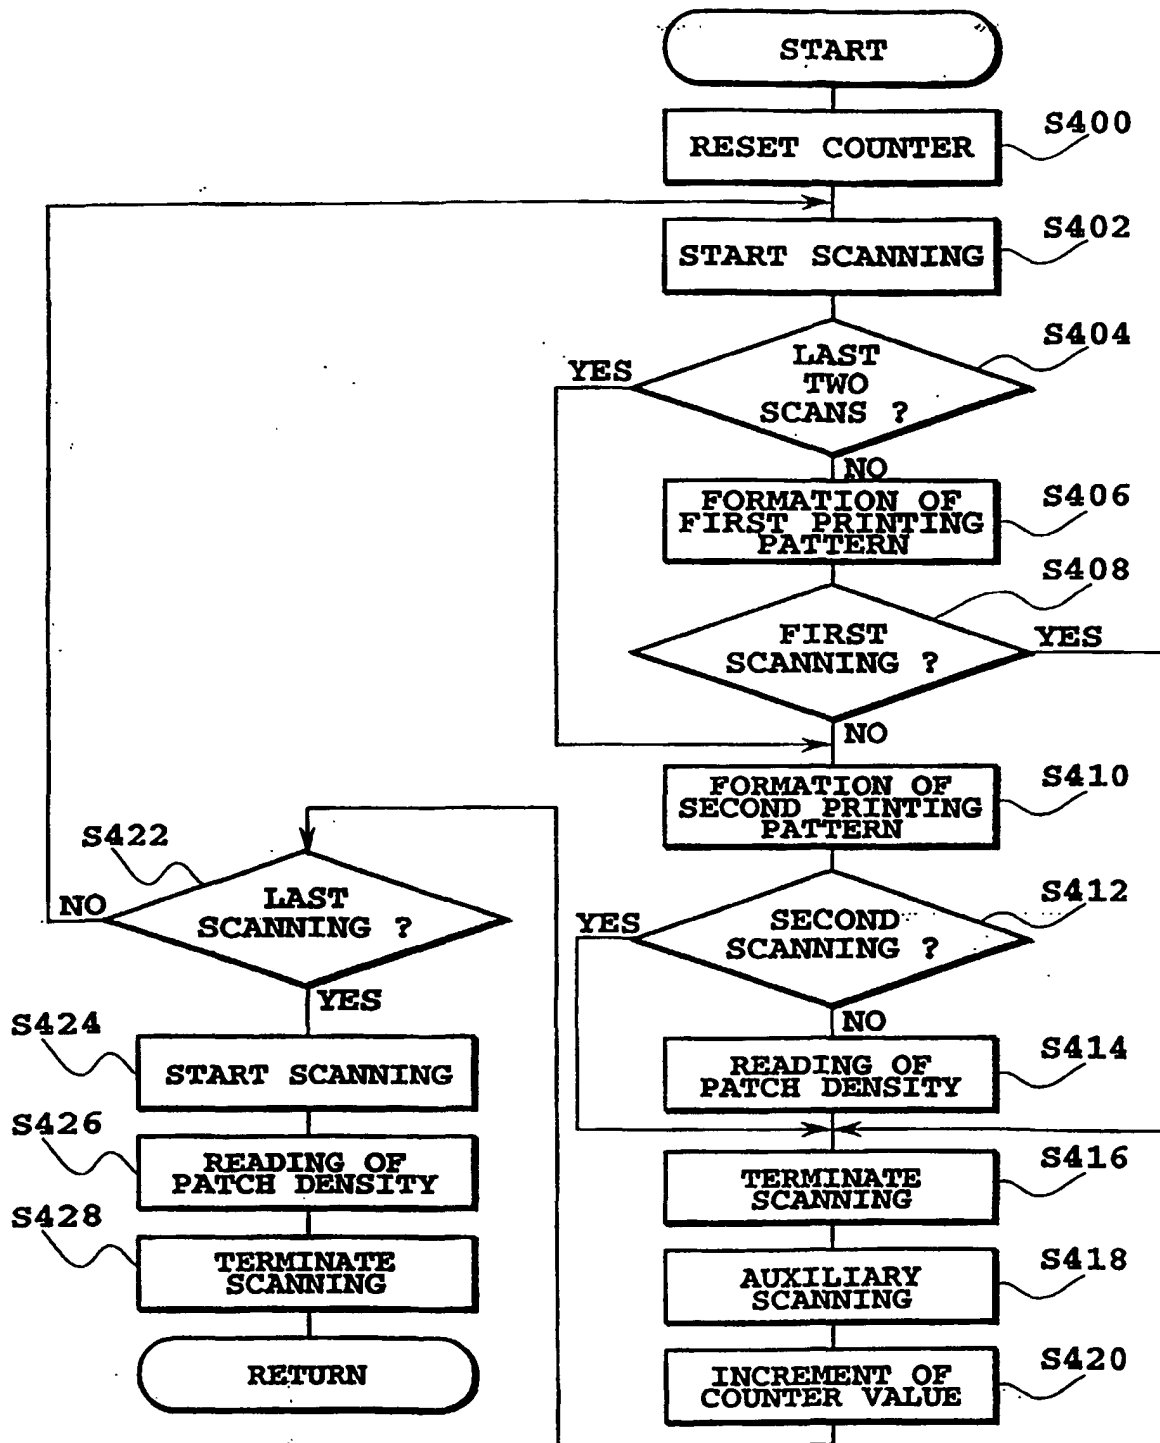 START
RESET COUNTER
S400
START SCANNING
S402
LAST
TWO
SCANS ?
S404
YES
NO
FORMATION OF
FIRST PRINTING
PATTERN
S406
FIRST
SCANNING ?
S408
YES
NO
FORMATION OF
SECOND PRINTING
PATTERN
S410
SECOND
SCANNING ?
S412
YES
NO
READING OF
PATCH DENSITY
S414
TERMINATE
SCANNING
S416
AUXILIARY
SCANNING
S418
INCREMENT OF
COUNTER VALUE
S420
S422
LAST
SCANNING ?
NO
YES
S424
START SCANNING
S426
READING OF
PATCH DENSITY
S428
TERMINATE
SCANNING
RETURN